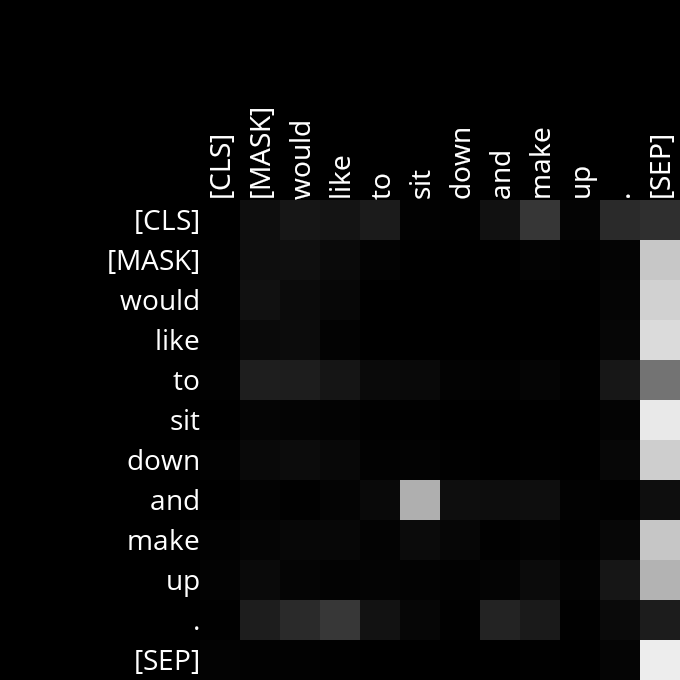 [CLS] [MASK] would like to sit down and make up . [SEP]
[CLS]
[MASK]
would
like
to
sit
down
and
make
up
.
[SEP]